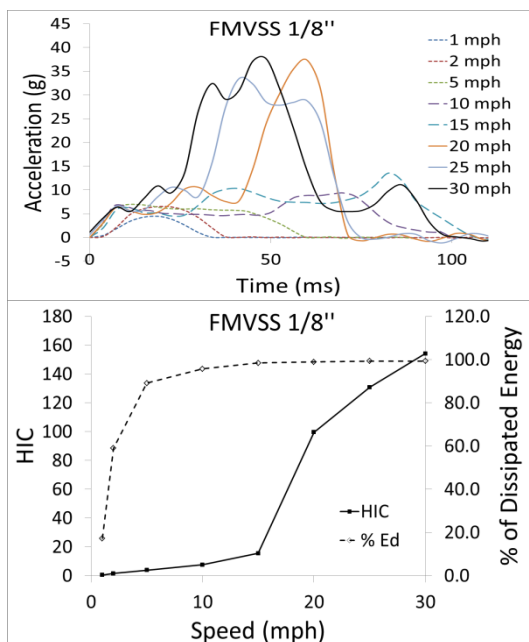 FMVSS 1/8''
Acceleration (g)
45
40
35
30
25
20
15
10
5
0
-5
0
50
100
Time (ms)
1 mph
2 mph
5 mph
10 mph
15 mph
20 mph
25 mph
30 mph
FMVSS 1/8''
HIC
180
160
140
120
100
80
60
40
20
0
120.0
100.0
80.0
60.0
40.0
20.0
0.0
% of Dissipated Energy
HIC
% Ed
0
10
20
30
Speed (mph)